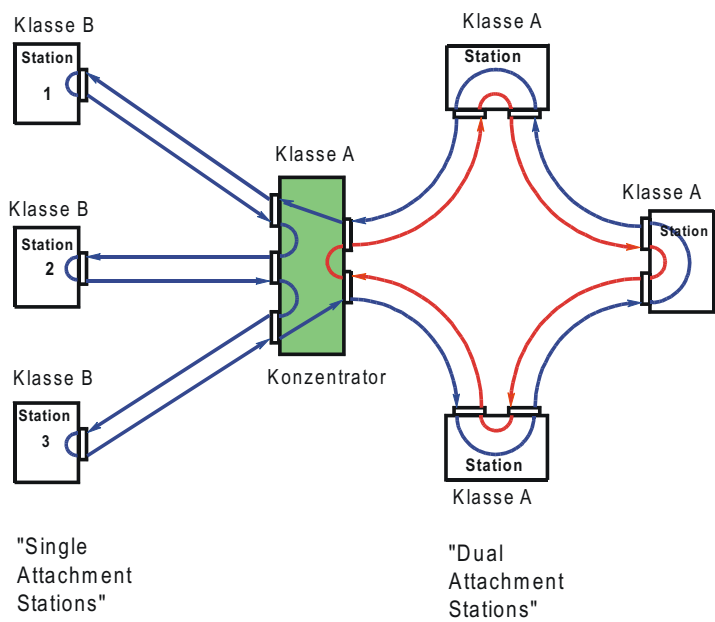 Klasse B
Station
1
Klasse B
Station
2
Klasse B
Station
3
"Single
Attachment
Stations"
Klasse A
Konzentrator
Klasse A
Station
Klasse A
Station
Station
Klasse A
"Dual
Attachment
Stations"